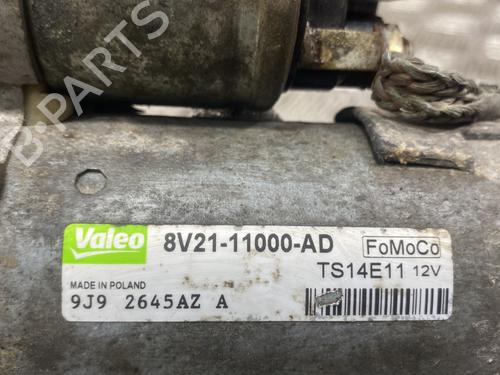 B-PARTS
Valeo 8V21-11000-AD FoMoCo
TS14E11 12V
MADE IN POLAND
9J9 2645AZ A